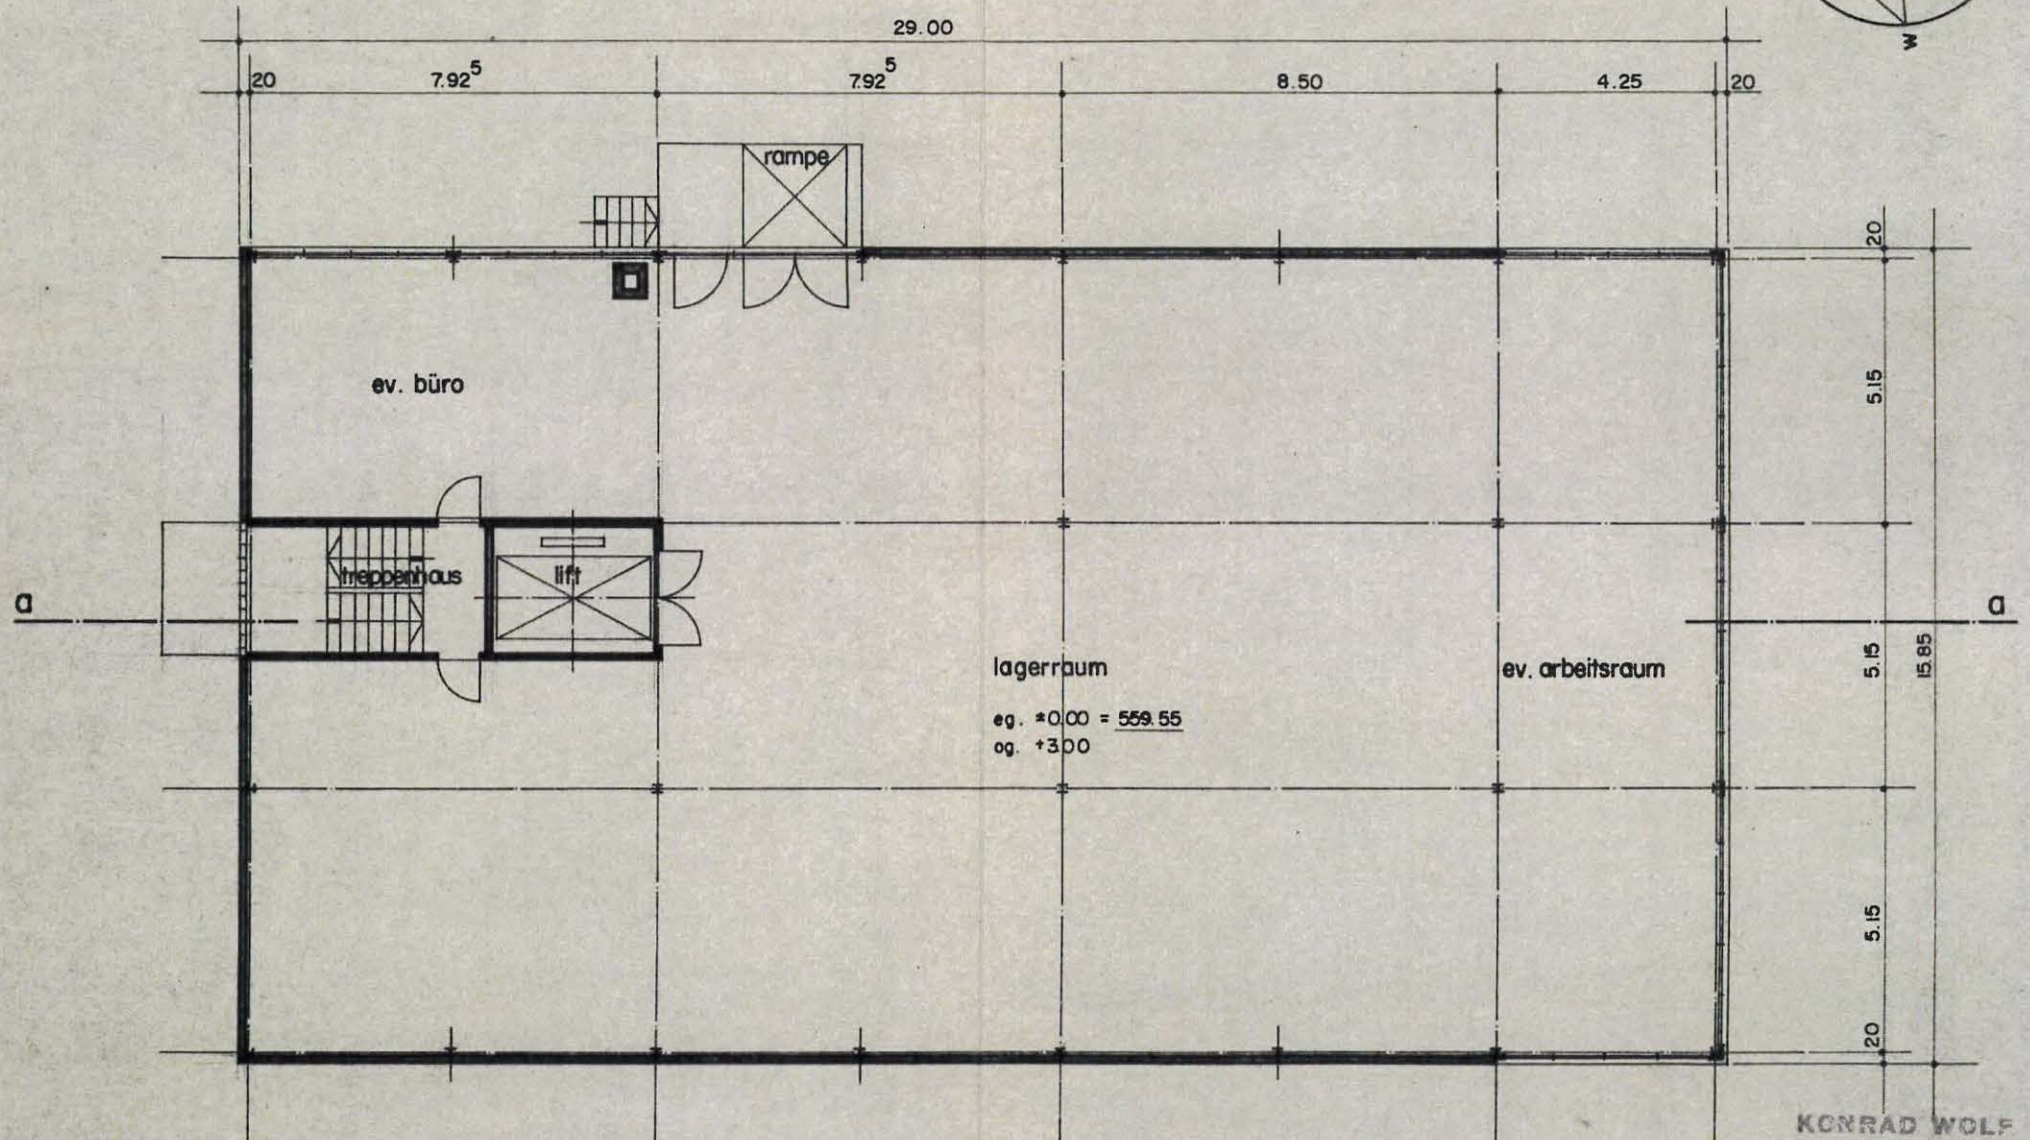 29.00
20 7.92⁵ 7.92⁵ 8.50 4.25 20
w
rampe
20
ev. büro
5.15
treppenhaus lift
a a
lagerraum ev. arbeitsraum
5.15 15.85
eg. ±0.00 = 559.55
og. +3.00
5.15
20
KONRAD WOLF